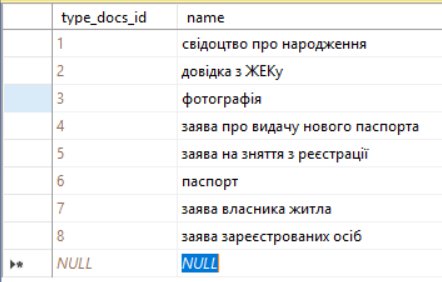 type_docs_id name
1 свідоцтво про народження
2 довідка з ЖЕКу
3 фотографія
4 заява про видачу нового паспорта
5 заява на зняття з реєстрації
6 паспорт
7 заява власника житла
8 заява зареєстрованих осіб
NULL NULL